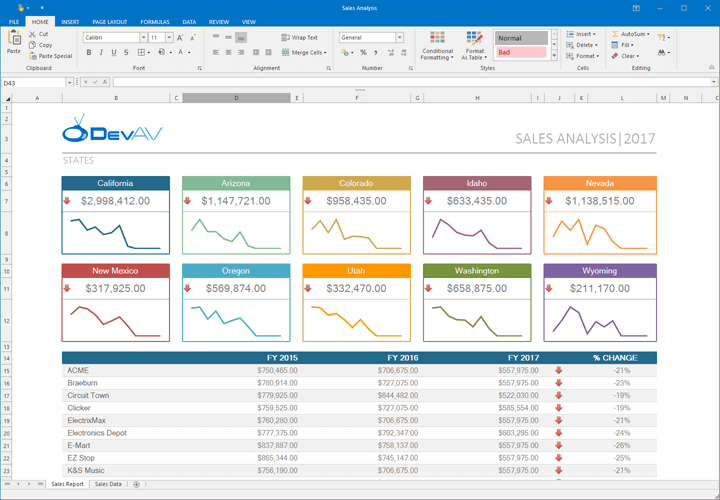 Sales Analysis
FILE HOME INSERT PAGE LAYOUT FORMULAS DATA REVIEW VIEW
Paste
Cut
Copy
Paste Special
Clipboard
Calibri 11
B I U S
Font
Wrap Text
Merge Cells
Alignment
General
Number
Conditional Formatting
Format As Table
Normal
Bad
Styles
Insert
Delete
Format
Cells
AutoSum
Fill
Clear
Editing
D43
A B C D E F G H I J K L M N
1
2
3 DEVAV SALES ANALYSIS|2017
4 STATES
5
6 California Arizona Colorado Idaho Nevada
7 $2,998,412.00 $1,147,721.00 $958,435.00 $633,435.00 $1,138,515.00
8
9
10 New Mexico Oregon Utah Washington Wyoming
11 $317,925.00 $569,874.00 $332,470.00 $658,875.00 $211,170.00
12
13
14 FY 2015 FY 2016 FY 2017 % CHANGE
15 ACME $750,465.00 $706,675.00 $557,975.00 -21%
16 Braeburn $780,914.00 $727,075.00 $557,975.00 -23%
17 Circuit Town $779,925.00 $644,482.00 $522,030.00 -19%
18 Clicker $759,525.00 $727,075.00 $585,554.00 -19%
19 ElectrixMax $760,280.00 $706,675.00 $557,975.00 -21%
20 Electronics Depot $777,375.00 $792,347.00 $603,295.00 -24%
21 E-Mart $837,887.00 $758,137.00 $557,975.00 -26%
22 EZ Stop $865,344.00 $745,147.00 $557,975.00 -25%
23 K&S Music $756,190.00 $706,675.00 $557,975.00 -21%
Sales Report Sales Data